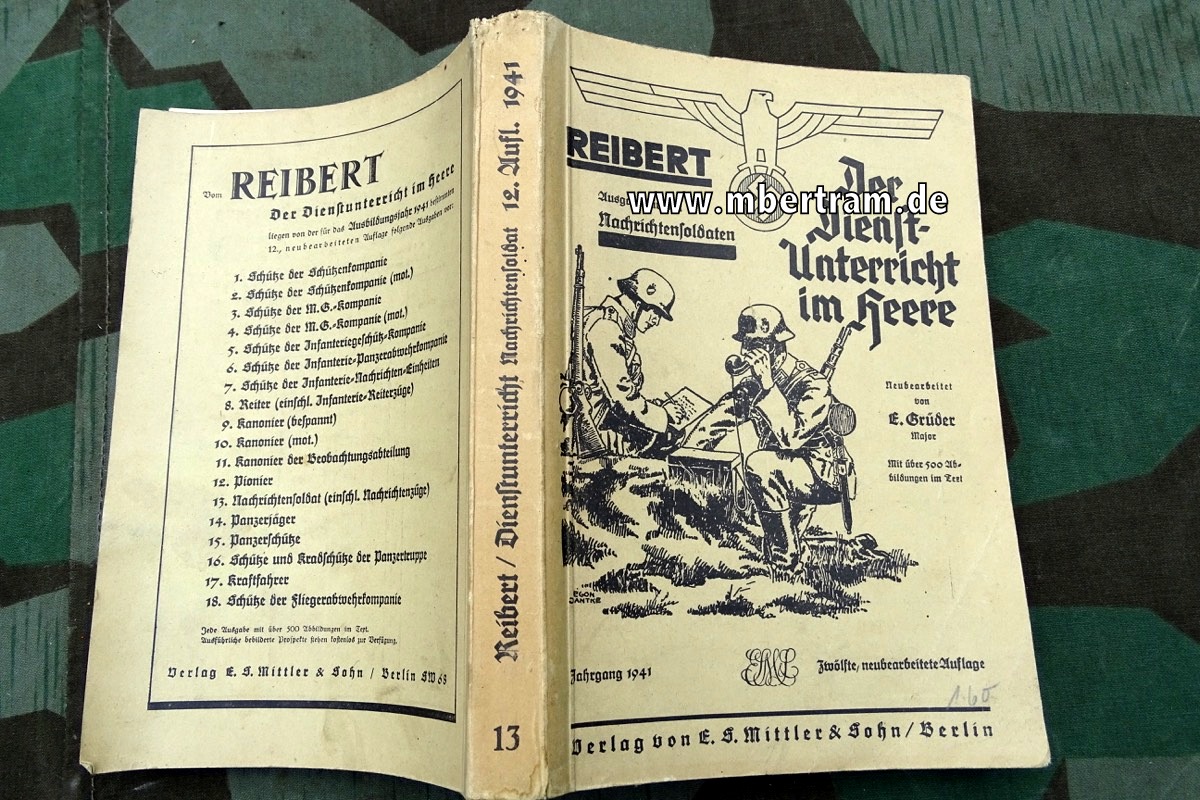 Vom REIBERT
Der Dienstunterricht im Heere
liegen von der für das Ausbildungsjahr 1941 bestimmten
12., neubearbeiteten Auflage folgende Ausgaben vor:
1. Schütze der Schützenkompanie
2. Schütze der Schützenkompanie (mot.)
3. Schütze der M.G.-Kompanie
4. Schütze der M.G.-Kompanie (mot.)
5. Schütze der Infanteriegeschütz-Kompanie
6. Schütze der Infanterie-Panzerabwehrkompanie
7. Schütze der Infanterie-Nachrichten-Einheiten
8. Reiter (einschl. Infanterie-Reiterzüge)
9. Kanonier (bespannt)
10. Kanonier (mot.)
11. Kanonier der Beobachtungsabteilung
12. Pionier
13. Nachrichtensoldat (einschl. Nachrichtenzüge)
14. Panzerjäger
15. Panzerschütze
16. Schütze und Kradschütze der Panzertruppe
17. Kraftfahrer
18. Schütze der Fliegerabwehrkompanie
Jede Ausgabe mit über 500 Abbildungen im Text.
Ausführliche bebilderte Prospekte stehen kostenlos zur Verfügung.
Verlag E. S. Mittler & Sohn / Berlin SW 68
Reibert / Dienstunterricht Nachrichtensoldat 12. Aufl. 1941
13
REIBERT
www.mbertram.de
Nachrichtensoldaten
Der
Dienst-
Unterricht
im Heere
Neubearbeitet
von
E. Grüder
Major
Mit über 500 Ab-
bildungen im Text
EGON
JANTKE
Jahrgang 1941
Zwölfte, neubearbeitete Auflage
1.60
Verlag von E. S. Mittler & Sohn / Berlin